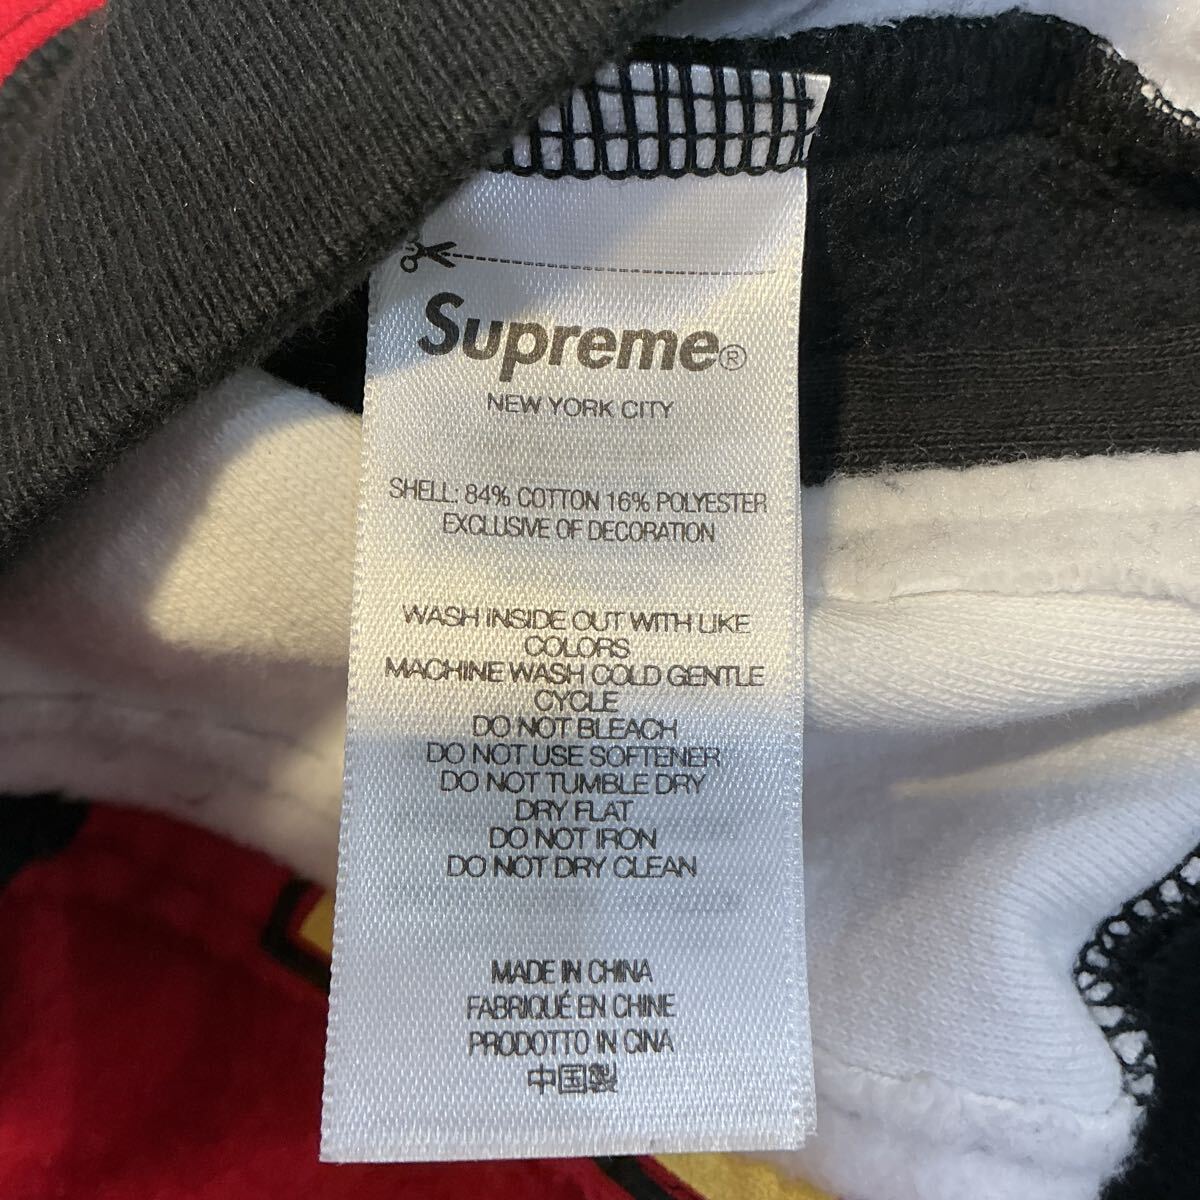 Supreme®
NEW YORK CITY
SHELL: 84% COTTON 16% POLYESTER
EXCLUSIVE OF DECORATION
WASH INSIDE OUT WITH LIKE
COLORS
MACHINE WASH COLD GENTLE
CYCLE
DO NOT BLEACH
DO NOT USE SOFTENER
DO NOT TUMBLE DRY
DRY FLAT
DO NOT IRON
DO NOT DRY CLEAN
MADE IN CHINA
FABRIQUÉ EN CHINE
PRODOTTO IN CINA
中国製